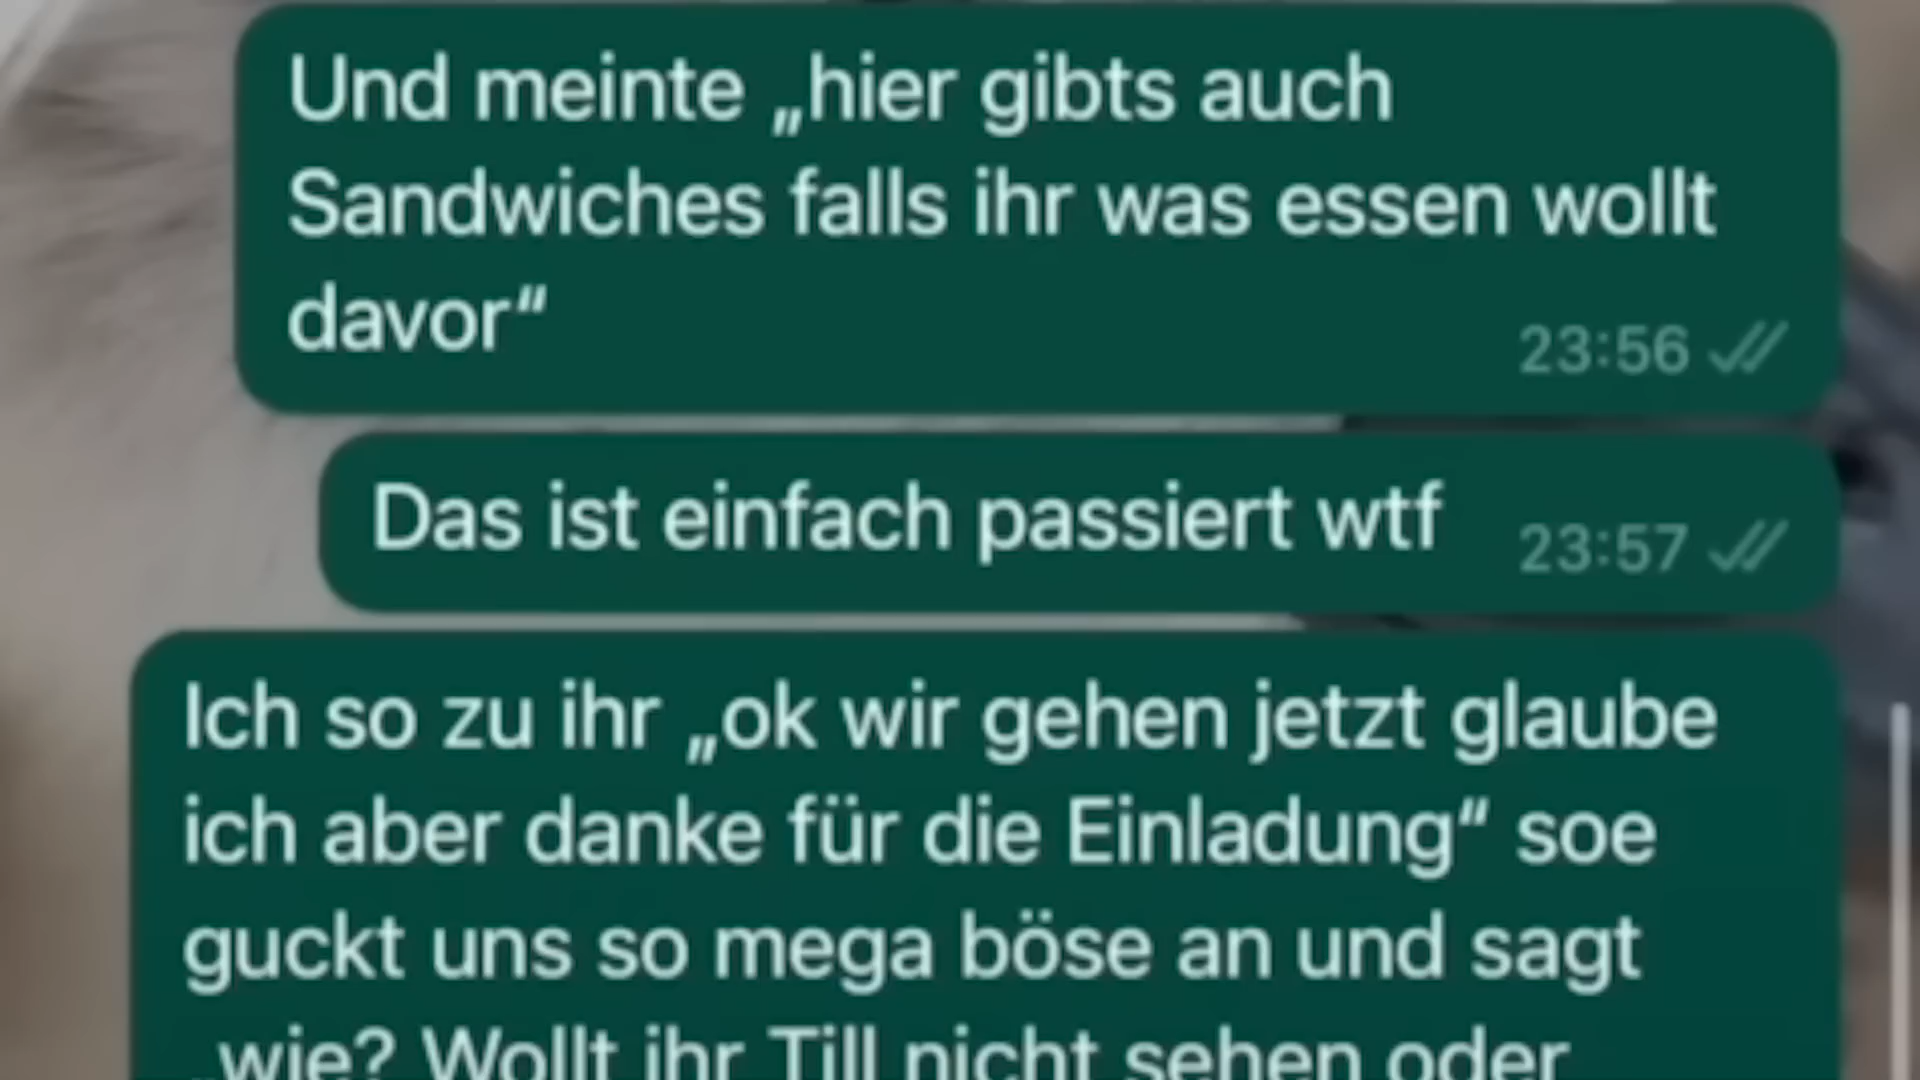 Und meinte „hier gibts auch
Sandwiches falls ihr was essen wollt
davor“
23:56
Das ist einfach passiert wtf
23:57
Ich so zu ihr „ok wir gehen jetzt glaube
ich aber danke für die Einladung“ soe
guckt uns so mega böse an und sagt
„wie? Wollt ihr Till nicht sehen oder